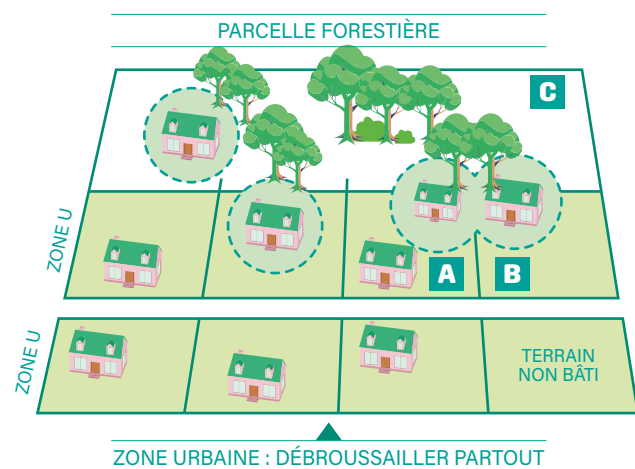 PARCELLE FORESTIÈRE
C
ZONE U
A
B
ZONE U
TERRAIN
NON BÂTI
ZONE URBAINE : DÉBROUSSAILLER PARTOUT